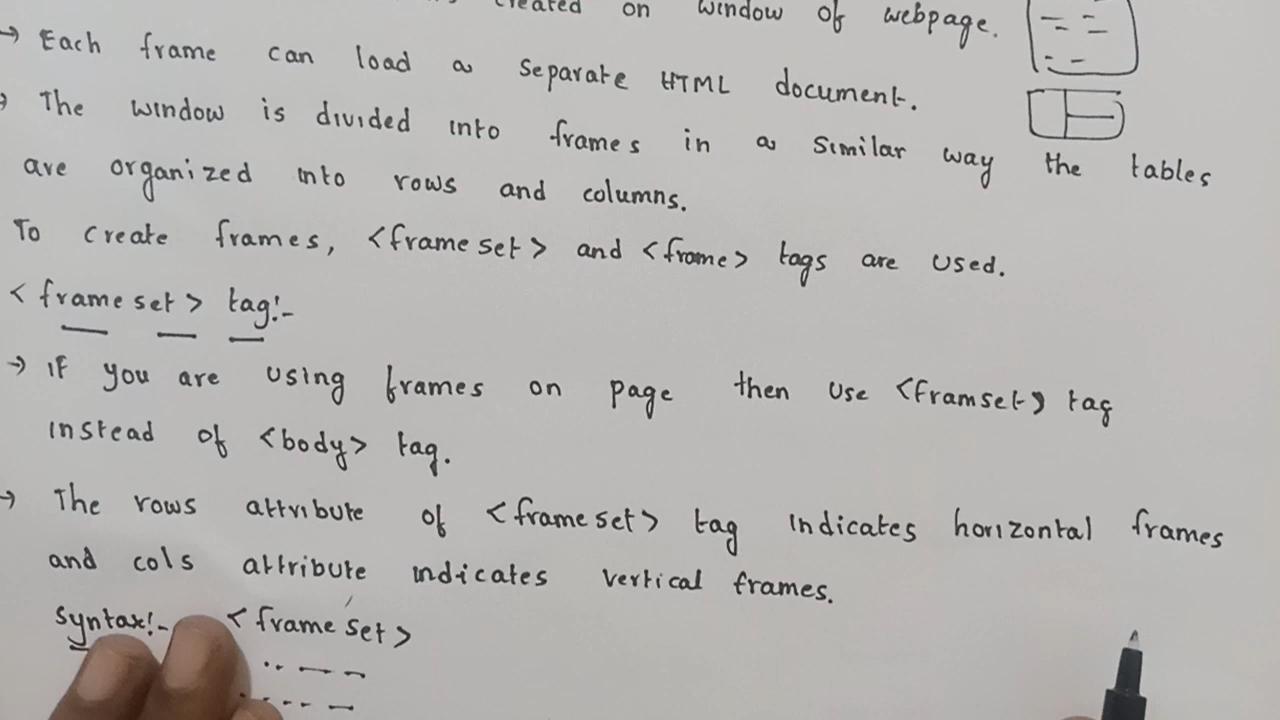 created on window of webpage.
→ Each frame can load a separate HTML document.
→ The window is divided into frames in a similar way the tables
are organized into rows and columns.
To create frames, <frameset> and <frame> tags are used.
<frameset> tag:-
→ If you are using frames on page then use <framset> tag
instead of <body> tag.
→ The rows attribute of <frameset> tag indicates horizontal frames
and cols attribute indicates vertical frames.
Syntax:- <frameset>